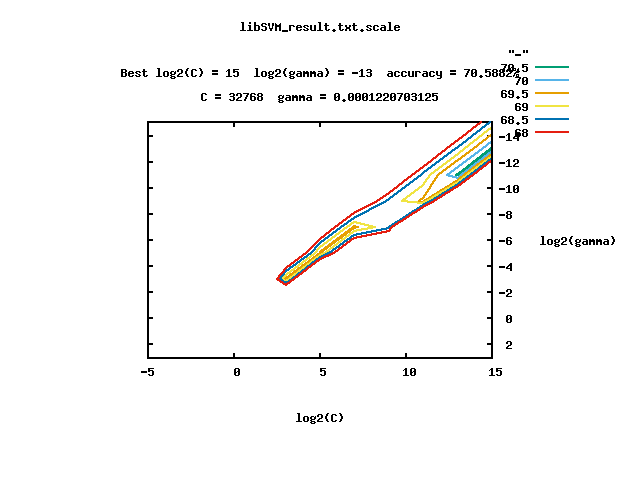 libSVM_result.txt.scale
"-"
Best log2(C) = 15 log2(gamma) = -13 accuracy = 70.5882%
C = 32768 gamma = 0.0001220703125
70.5
70
69.5
69
68.5
68
-14
-12
-10
-8
-6
-4
-2
0
2
log2(gamma)
-5 0 5 10 15
log2(C)